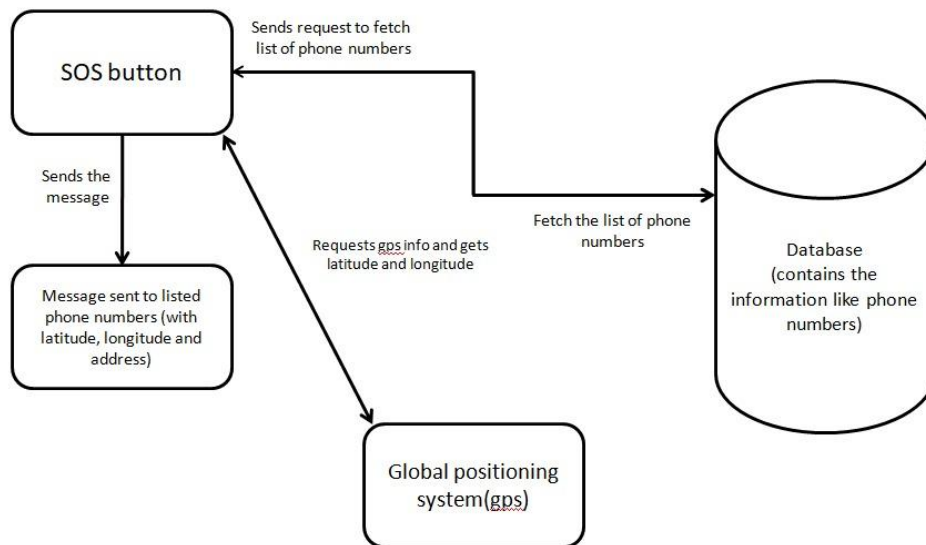 SOS button
Sends request to fetch
list of phone numbers
Sends the
message
Requests gps info and gets
latitude and longitude
Fetch the list of phone
numbers
Database
(contains the
information like phone
numbers)
Message sent to listed
phone numbers (with
latitude, longitude and
address)
Global positioning
system(gps)